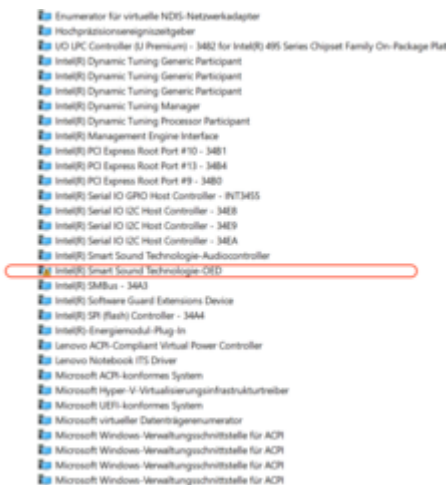 Enumerator für virtuelle NDIS-Netzwerkadapter
Hochpräzisionsereigniszeitgeber
I/O LPC Controller (U Premium) - 3482 for Intel(R) 495 Series Chipset Family On-Package Plat
Intel(R) Dynamic Tuning Generic Participant
Intel(R) Dynamic Tuning Generic Participant
Intel(R) Dynamic Tuning Generic Participant
Intel(R) Dynamic Tuning Manager
Intel(R) Dynamic Tuning Processor Participant
Intel(R) Management Engine Interface
Intel(R) PCI Express Root Port #10 - 34B1
Intel(R) PCI Express Root Port #13 - 34B4
Intel(R) PCI Express Root Port #9 - 34B0
Intel(R) Serial IO GPIO Host Controller - INT3455
Intel(R) Serial IO I2C Host Controller - 34E8
Intel(R) Serial IO I2C Host Controller - 34E9
Intel(R) Serial IO I2C Host Controller - 34EA
Intel(R) Smart Sound Technologie-Audiocontroller
Intel(R) Smart Sound Technologie-OED
Intel(R) SMBus - 34A3
Intel(R) Software Guard Extensions Device
Intel(R) SPI (flash) Controller - 34A4
Intel(R)-Energiemodul-Plug-In
Lenovo ACPI-Compliant Virtual Power Controller
Lenovo Notebook ITS Driver
Microsoft ACPI-konformes System
Microsoft Hyper-V-Virtualisierungsinfrastrukturtreiber
Microsoft UEFI-konformes System
Microsoft virtueller Datenträgerenumerator
Microsoft Windows-Verwaltungsschnittstelle für ACPI
Microsoft Windows-Verwaltungsschnittstelle für ACPI
Microsoft Windows-Verwaltungsschnittstelle für ACPI
Microsoft Windows-Verwaltungsschnittstelle für ACPI